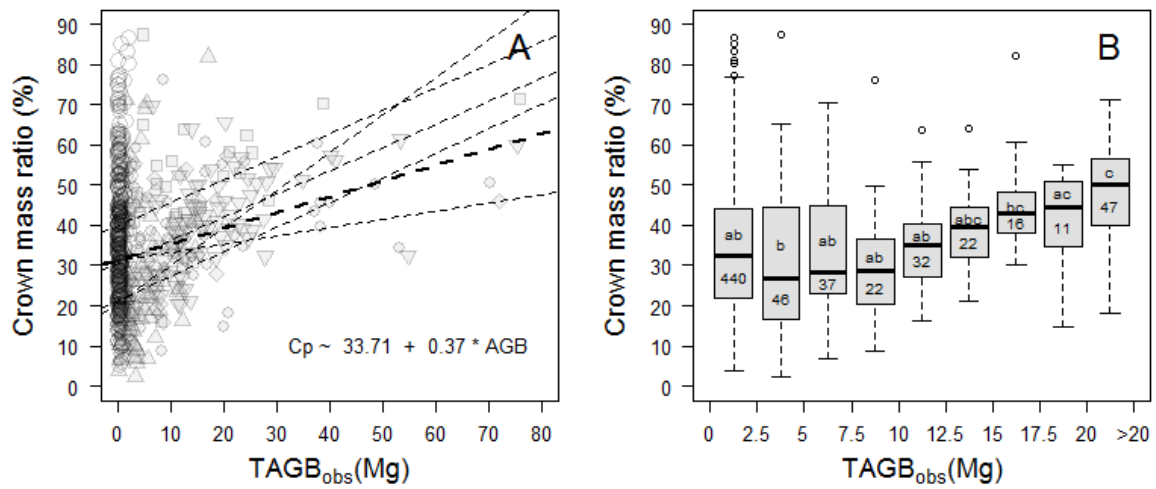 A
Crown mass ratio (%)
90
80
70
60
50
40
30
20
10
0
Cp ~ 33.71 + 0.37 * AGB
0 10 20 30 40 50 60 70 80
TAGBobs(Mg)
B
Crown mass ratio (%)
90
80
70
60
50
40
30
20
10
0
ab b ab ab ab abc bc ac c
440 46 37 22 32 22 16 11 47
0 2.5 5 7.5 10 12.5 15 17.5 20 >20
TAGBobs(Mg)